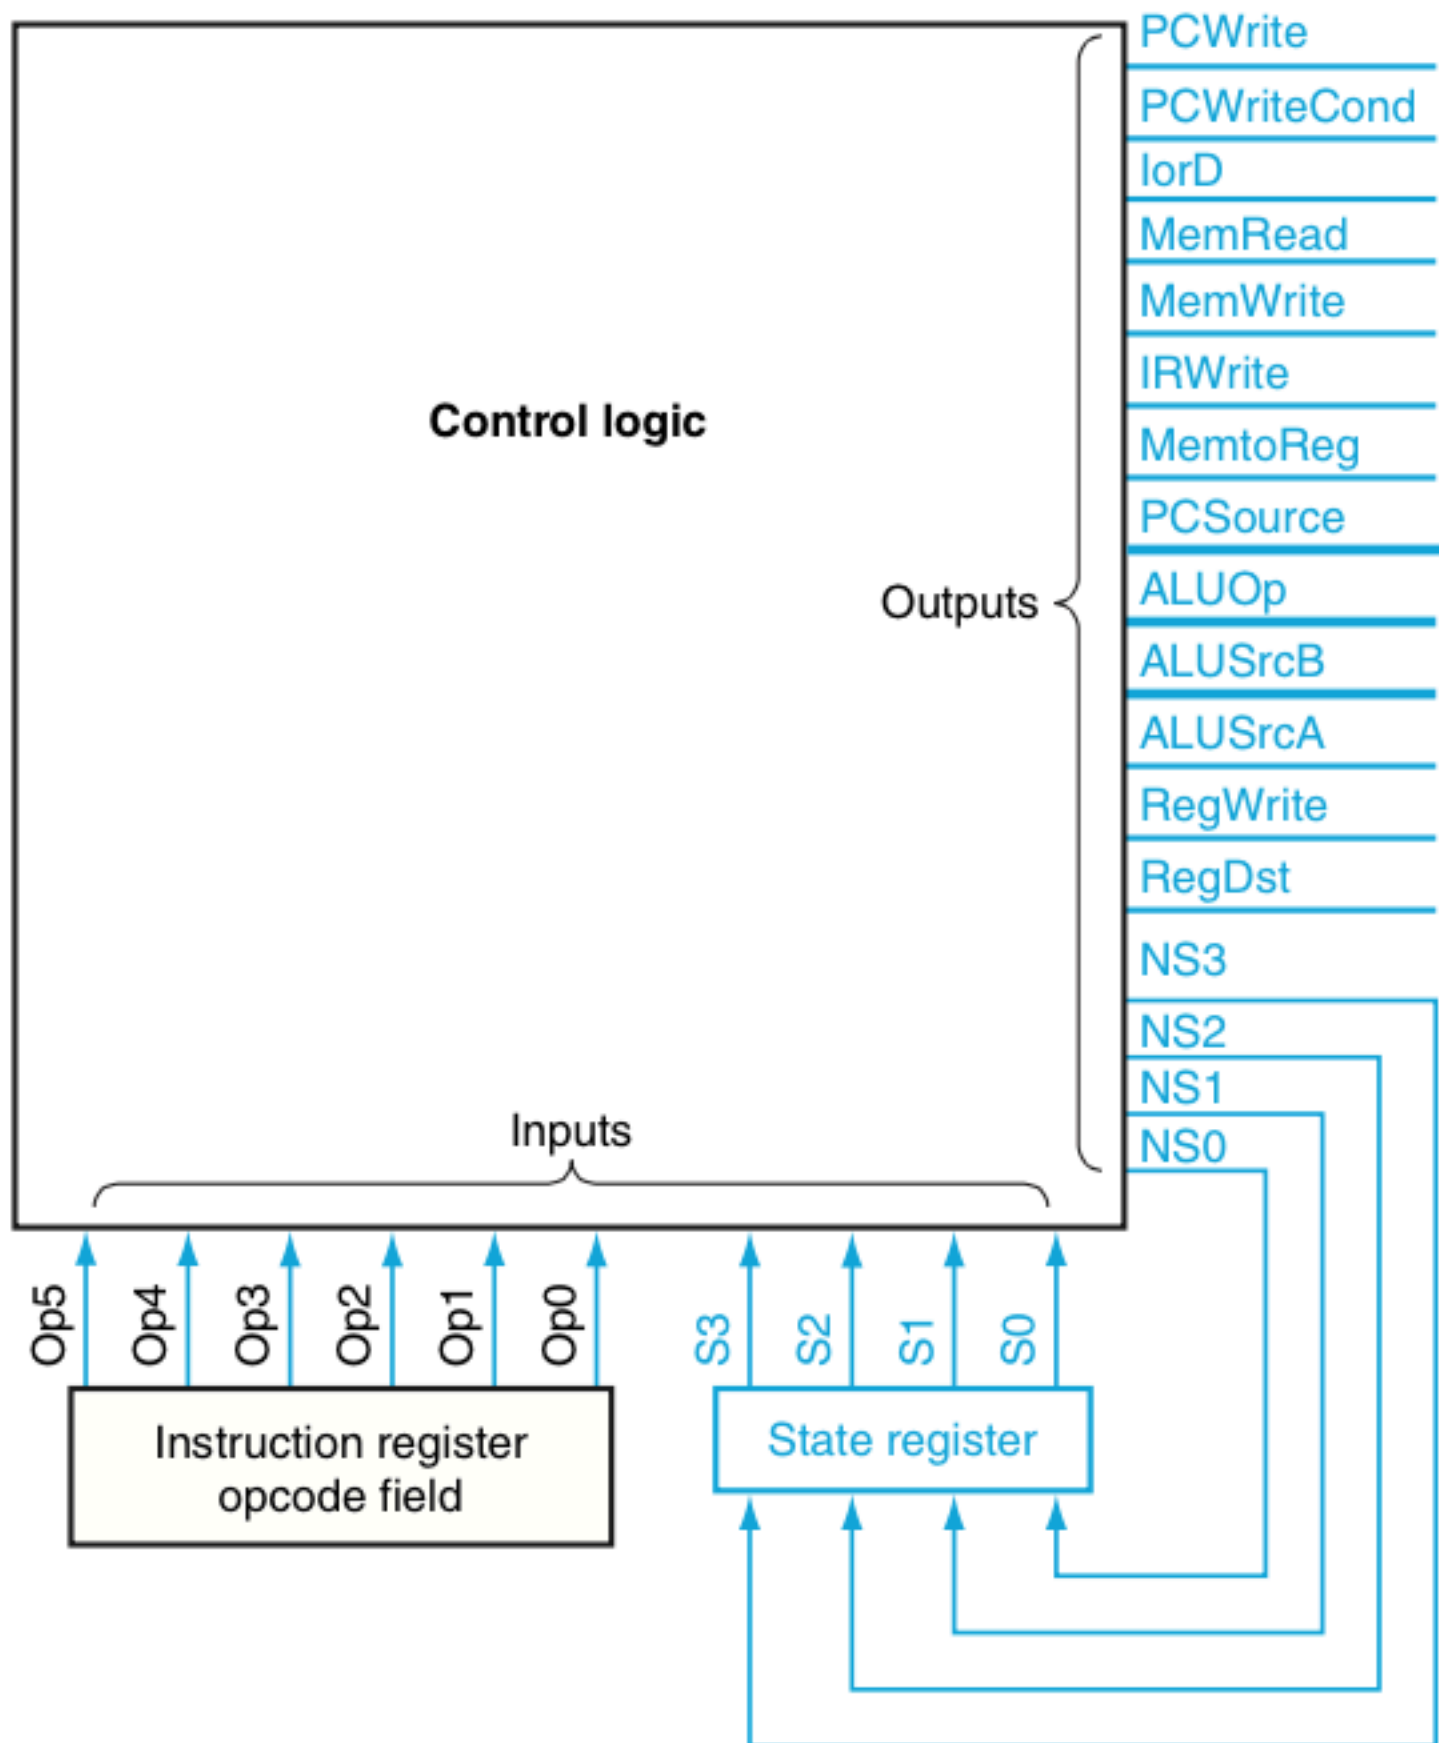 PCWrite
PCWriteCond
IorD
MemRead
MemWrite
IRWrite
MemtoReg
PCSource
ALUOp
ALUSrcB
ALUSrcA
RegWrite
RegDst
NS3
NS2
NS1
NS0
Control logic
Outputs
Inputs
Op5
Op4
Op3
Op2
Op1
Op0
S3
S2
S1
S0
Instruction register
opcode field
State register